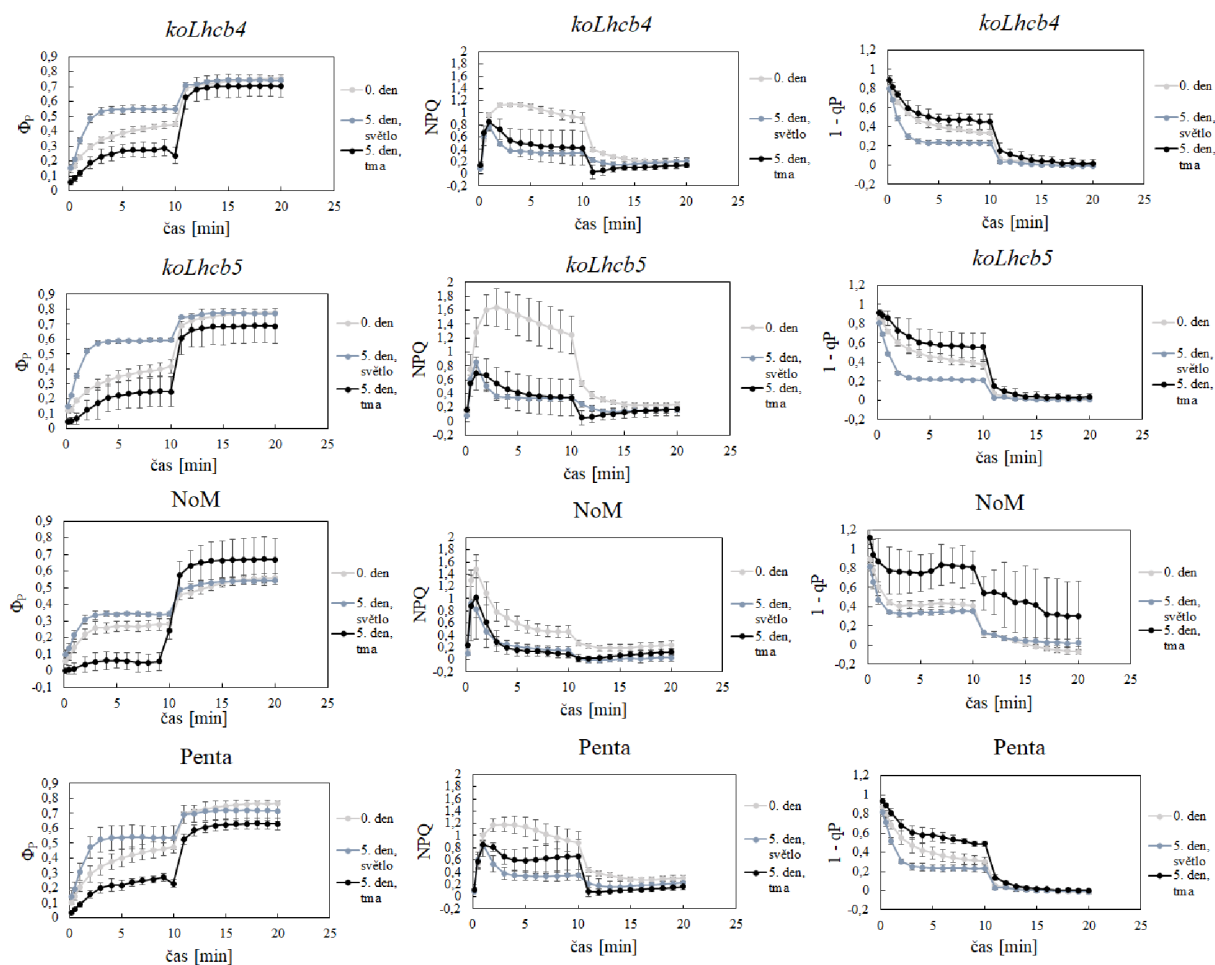 koLhcb4
koLhcb4
koLhcb4
0,9
0,8
0,7
0,6
0,5
0,4
0,3
0,2
0,1
0
0 5 10 15 20 25
ΦP
čas [min]
0. den
5. den,
světlo
5. den,
tma
2
1,8
1,6
1,4
1,2
1
0,8
0,6
0,4
0,2
0
-0,2
0 5 10 15 20 25
NPQ
čas [min]
0. den
5. den,
světlo
5. den,
tma
1,2
1
0,8
0,6
0,4
0,2
0
-0,2
0 5 10 15 20 25
1 - qP
čas [min]
0. den
5. den,
světlo
5. den,
tma
koLhcb5
koLhcb5
koLhcb5
0,9
0,8
0,7
0,6
0,5
0,4
0,3
0,2
0,1
0
0 5 10 15 20 25
ΦP
čas [min]
0. den
5. den,
světlo
5. den,
tma
2
1,8
1,6
1,4
1,2
1
0,8
0,6
0,4
0,2
0
-0,2
0 5 10 15 20 25
NPQ
čas [min]
0. den
5. den,
světlo
5. den,
tma
1,2
1
0,8
0,6
0,4
0,2
0
-0,2
0 5 10 15 20 25
1 - qP
čas [min]
0. den
5. den,
světlo
5. den,
tma
NoM
NoM
NoM
0,9
0,8
0,7
0,6
0,5
0,4
0,3
0,2
0,1
0
-0,1
0 5 10 15 20 25
ΦP
čas [min]
0. den
5. den,
světlo
5. den,
tma
2
1,8
1,6
1,4
1,2
1
0,8
0,6
0,4
0,2
0
-0,2
0 5 10 15 20 25
NPQ
čas [min]
0. den
5. den,
světlo
5. den,
tma
1,2
1
0,8
0,6
0,4
0,2
0
-0,2
0 5 10 15 20 25
1 - qP
čas [min]
0. den
5. den,
světlo
5. den,
tma
Penta
Penta
Penta
0,9
0,8
0,7
0,6
0,5
0,4
0,3
0,2
0,1
0
0 5 10 15 20 25
ΦP
čas [min]
0. den
5. den,
světlo
5. den,
tma
2
1,8
1,6
1,4
1,2
1
0,8
0,6
0,4
0,2
0
-0,2
0 5 10 15 20 25
NPQ
čas [min]
0. den
5. den,
světlo
5. den,
tma
1,2
1
0,8
0,6
0,4
0,2
0
-0,2
0 5 10 15 20 25
1 - qP
čas [min]
0. den
5. den,
světlo
5. den,
tma